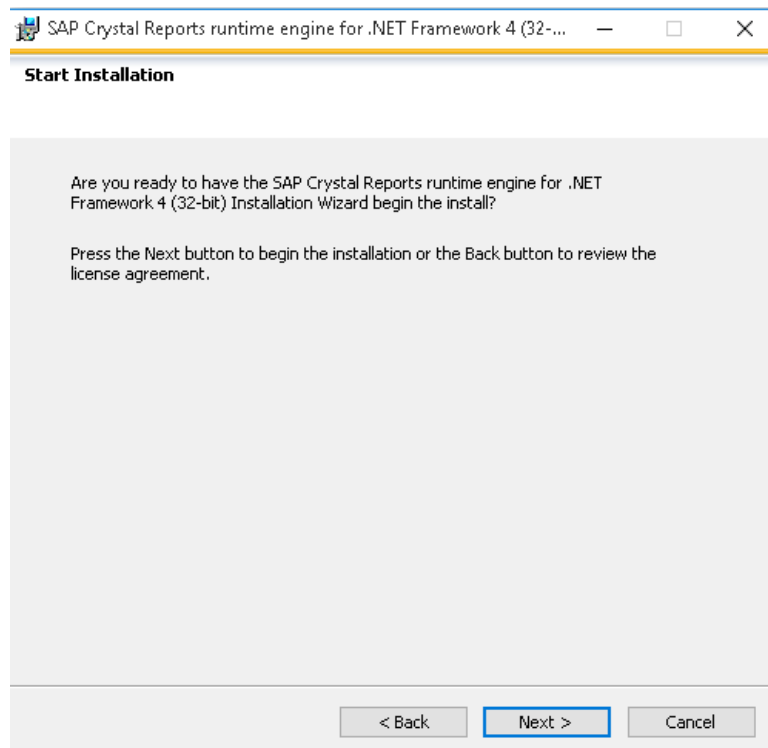 SAP Crystal Reports runtime engine for .NET Framework 4 (32-...
Start Installation
Are you ready to have the SAP Crystal Reports runtime engine for .NET
Framework 4 (32-bit) Installation Wizard begin the install?
Press the Next button to begin the installation or the Back button to review the
license agreement.
< Back Next > Cancel